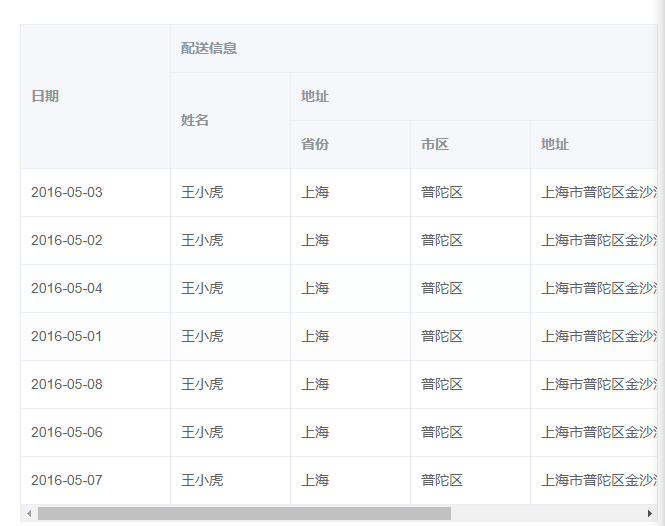 配送信息
日期
姓名
地址
省份 市区 地址
2016-05-03 王小虎 上海 普陀区 上海市普陀区金沙
2016-05-02 王小虎 上海 普陀区 上海市普陀区金沙
2016-05-04 王小虎 上海 普陀区 上海市普陀区金沙
2016-05-01 王小虎 上海 普陀区 上海市普陀区金沙
2016-05-08 王小虎 上海 普陀区 上海市普陀区金沙
2016-05-06 王小虎 上海 普陀区 上海市普陀区金沙
2016-05-07 王小虎 上海 普陀区 上海市普陀区金沙